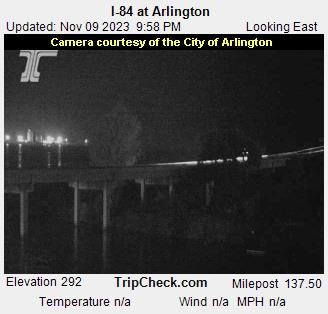 I-84 at Arlington
Updated: Nov 09 2023 9:58 PM Looking East
Camera courtesy of the City of Arlington
Elevation 292 TripCheck.com Milepost 137.50
Temperature n/a Wind n/a MPH n/a